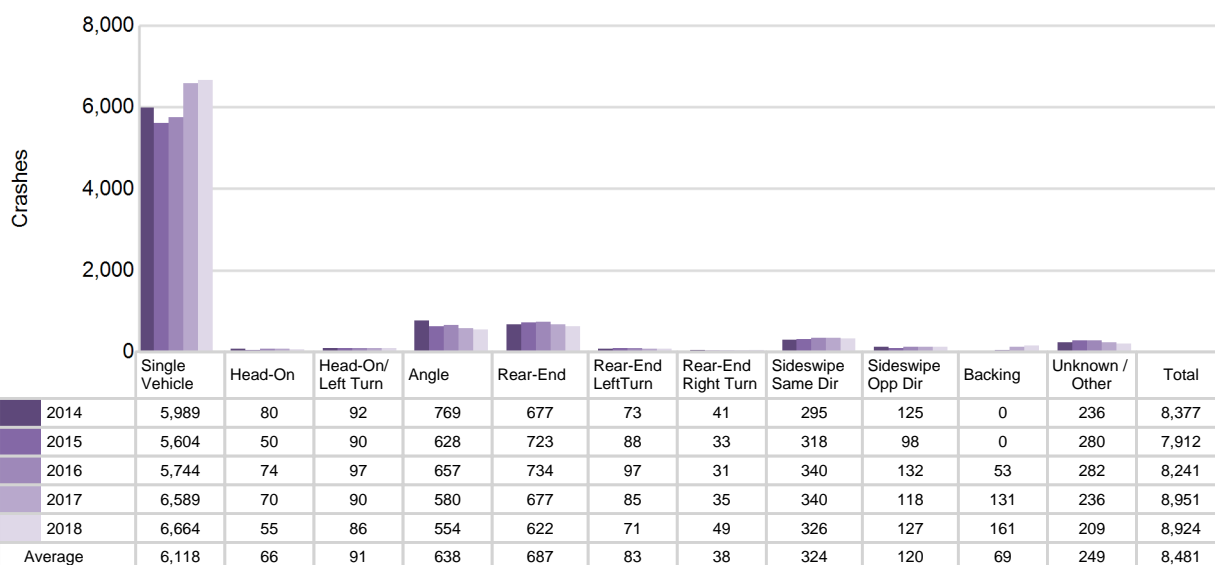 8,000
6,000
4,000
2,000
0
Crashes
Single Vehicle Head-On Head-On/ Left Turn Angle Rear-End Rear-End LeftTurn Rear-End Right Turn Sideswipe Same Dir Sideswipe Opp Dir Backing Unknown / Other Total
2014 5,989 80 92 769 677 73 41 295 125 0 236 8,377
2015 5,604 50 90 628 723 88 33 318 98 0 280 7,912
2016 5,744 74 97 657 734 97 31 340 132 53 282 8,241
2017 6,589 70 90 580 677 85 35 340 118 131 236 8,951
2018 6,664 55 86 554 622 71 49 326 127 161 209 8,924
Average 6,118 66 91 638 687 83 38 324 120 69 249 8,481